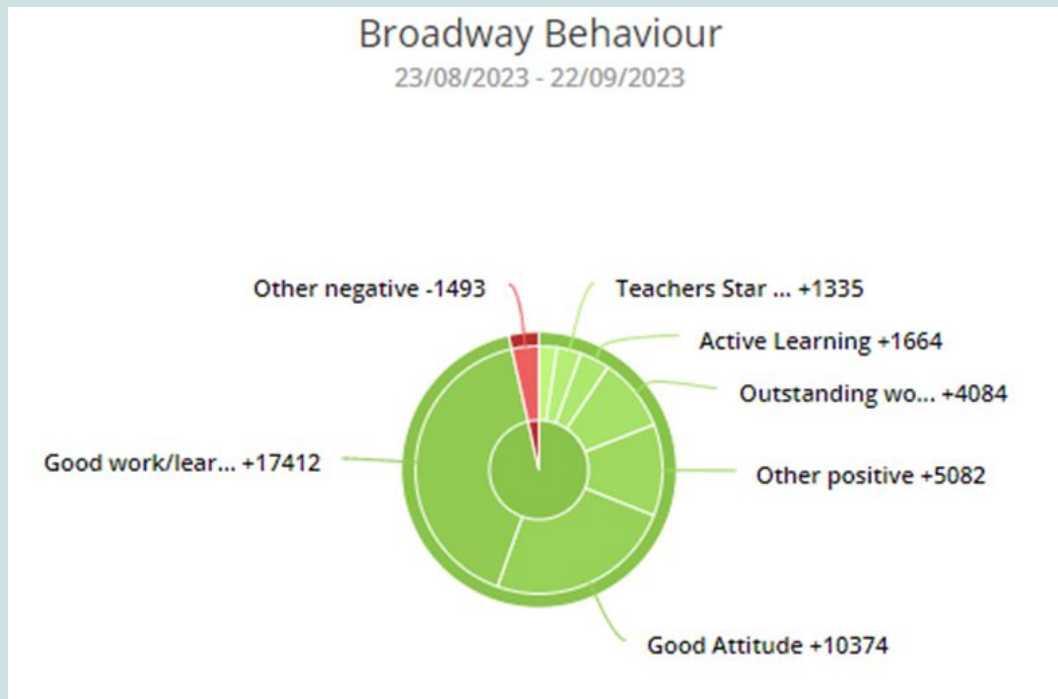 Broadway Behaviour
23/08/2023 - 22/09/2023
Other negative -1493
Teachers Star ... +1335
Active Learning +1664
Outstanding wo... +4084
Good work/lear... +17412
Other positive +5082
Good Attitude +10374